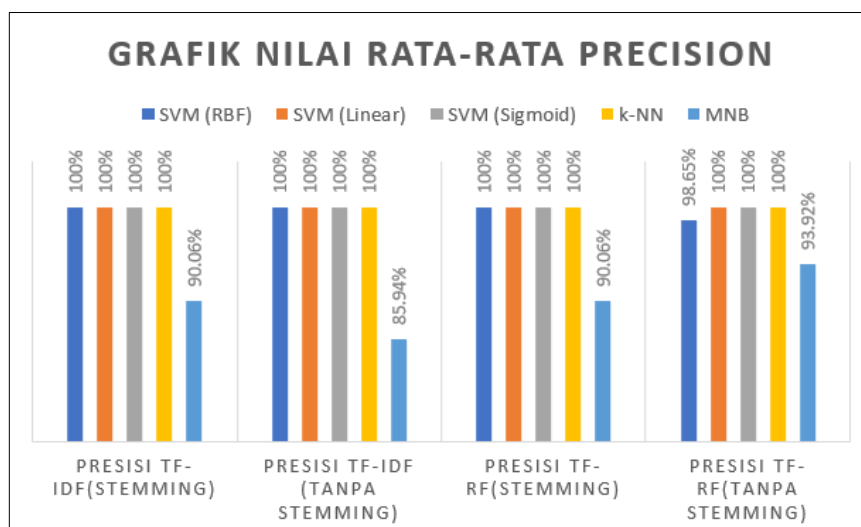 GRAFIK NILAI RATA-RATA PRECISION
SVM (RBF) SVM (Linear) SVM (Sigmoid) k-NN MNB
100% 100% 100% 100% 90.06%
100% 100% 100% 100% 85.94%
100% 100% 100% 100% 90.06%
98.65% 100% 100% 100% 93.92%
PRESISI TF-
IDF(STEMMING)
PRESISI TF-IDF
(TANPA
STEMMING)
PRESISI TF-
RF(STEMMING)
PRESISI TF-
RF(TANPA
STEMMING)